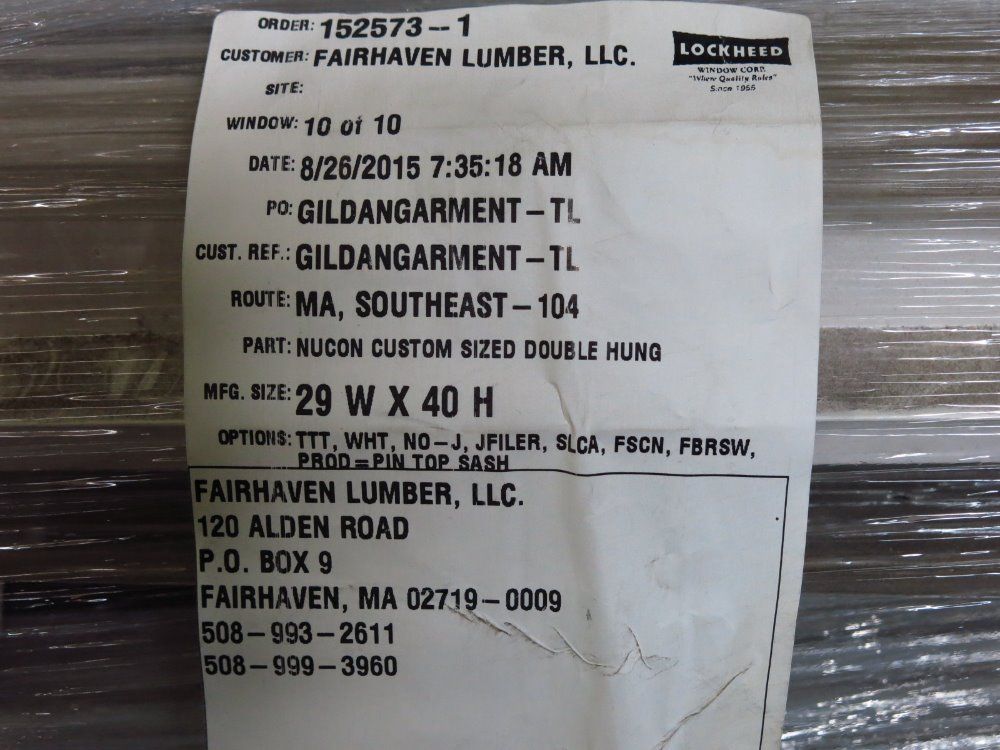 ORDER: 152573--1
LOCKHEED
WINDOW CORP.
"Where Quality Rules"
Since 1955
CUSTOMER: FAIRHAVEN LUMBER, LLC.
SITE:
WINDOW: 10 of 10
DATE: 8/26/2015 7:35:18 AM
PO: GILDANGARMENT-TL
CUST. REF.: GILDANGARMENT-TL
ROUTE: MA, SOUTHEAST-104
PART: NUCON CUSTOM SIZED DOUBLE HUNG
MFG. SIZE: 29 W X 40 H
OPTIONS: TTT, WHT, NO-J, JFILER, SLCA, FSCN, FBRSW,
PROD=PIN TOP SASH
FAIRHAVEN LUMBER, LLC.
120 ALDEN ROAD
P.O. BOX 9
FAIRHAVEN, MA 02719-0009
508-993-2611
508-999-3960